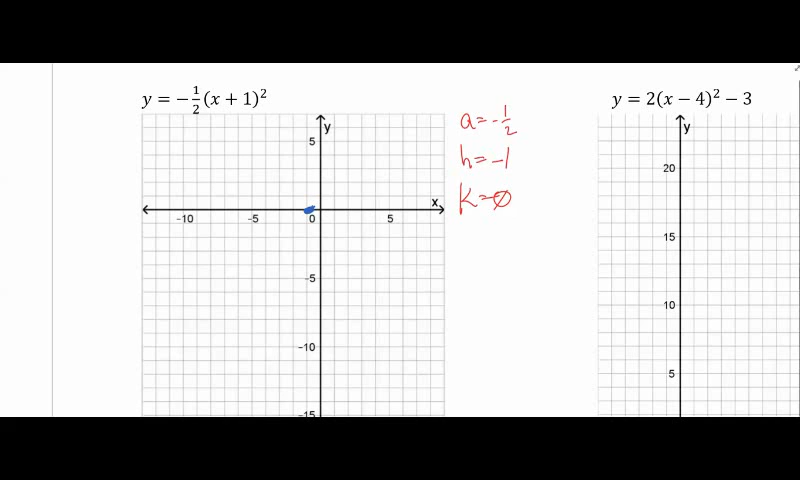 y = −1/2(x + 1)²
y
5
x
−10
−5
0
5
−5
−10
−15
a = -1/2
h = -1
K = 0
y = 2(x − 4)² − 3
y
20
15
10
5